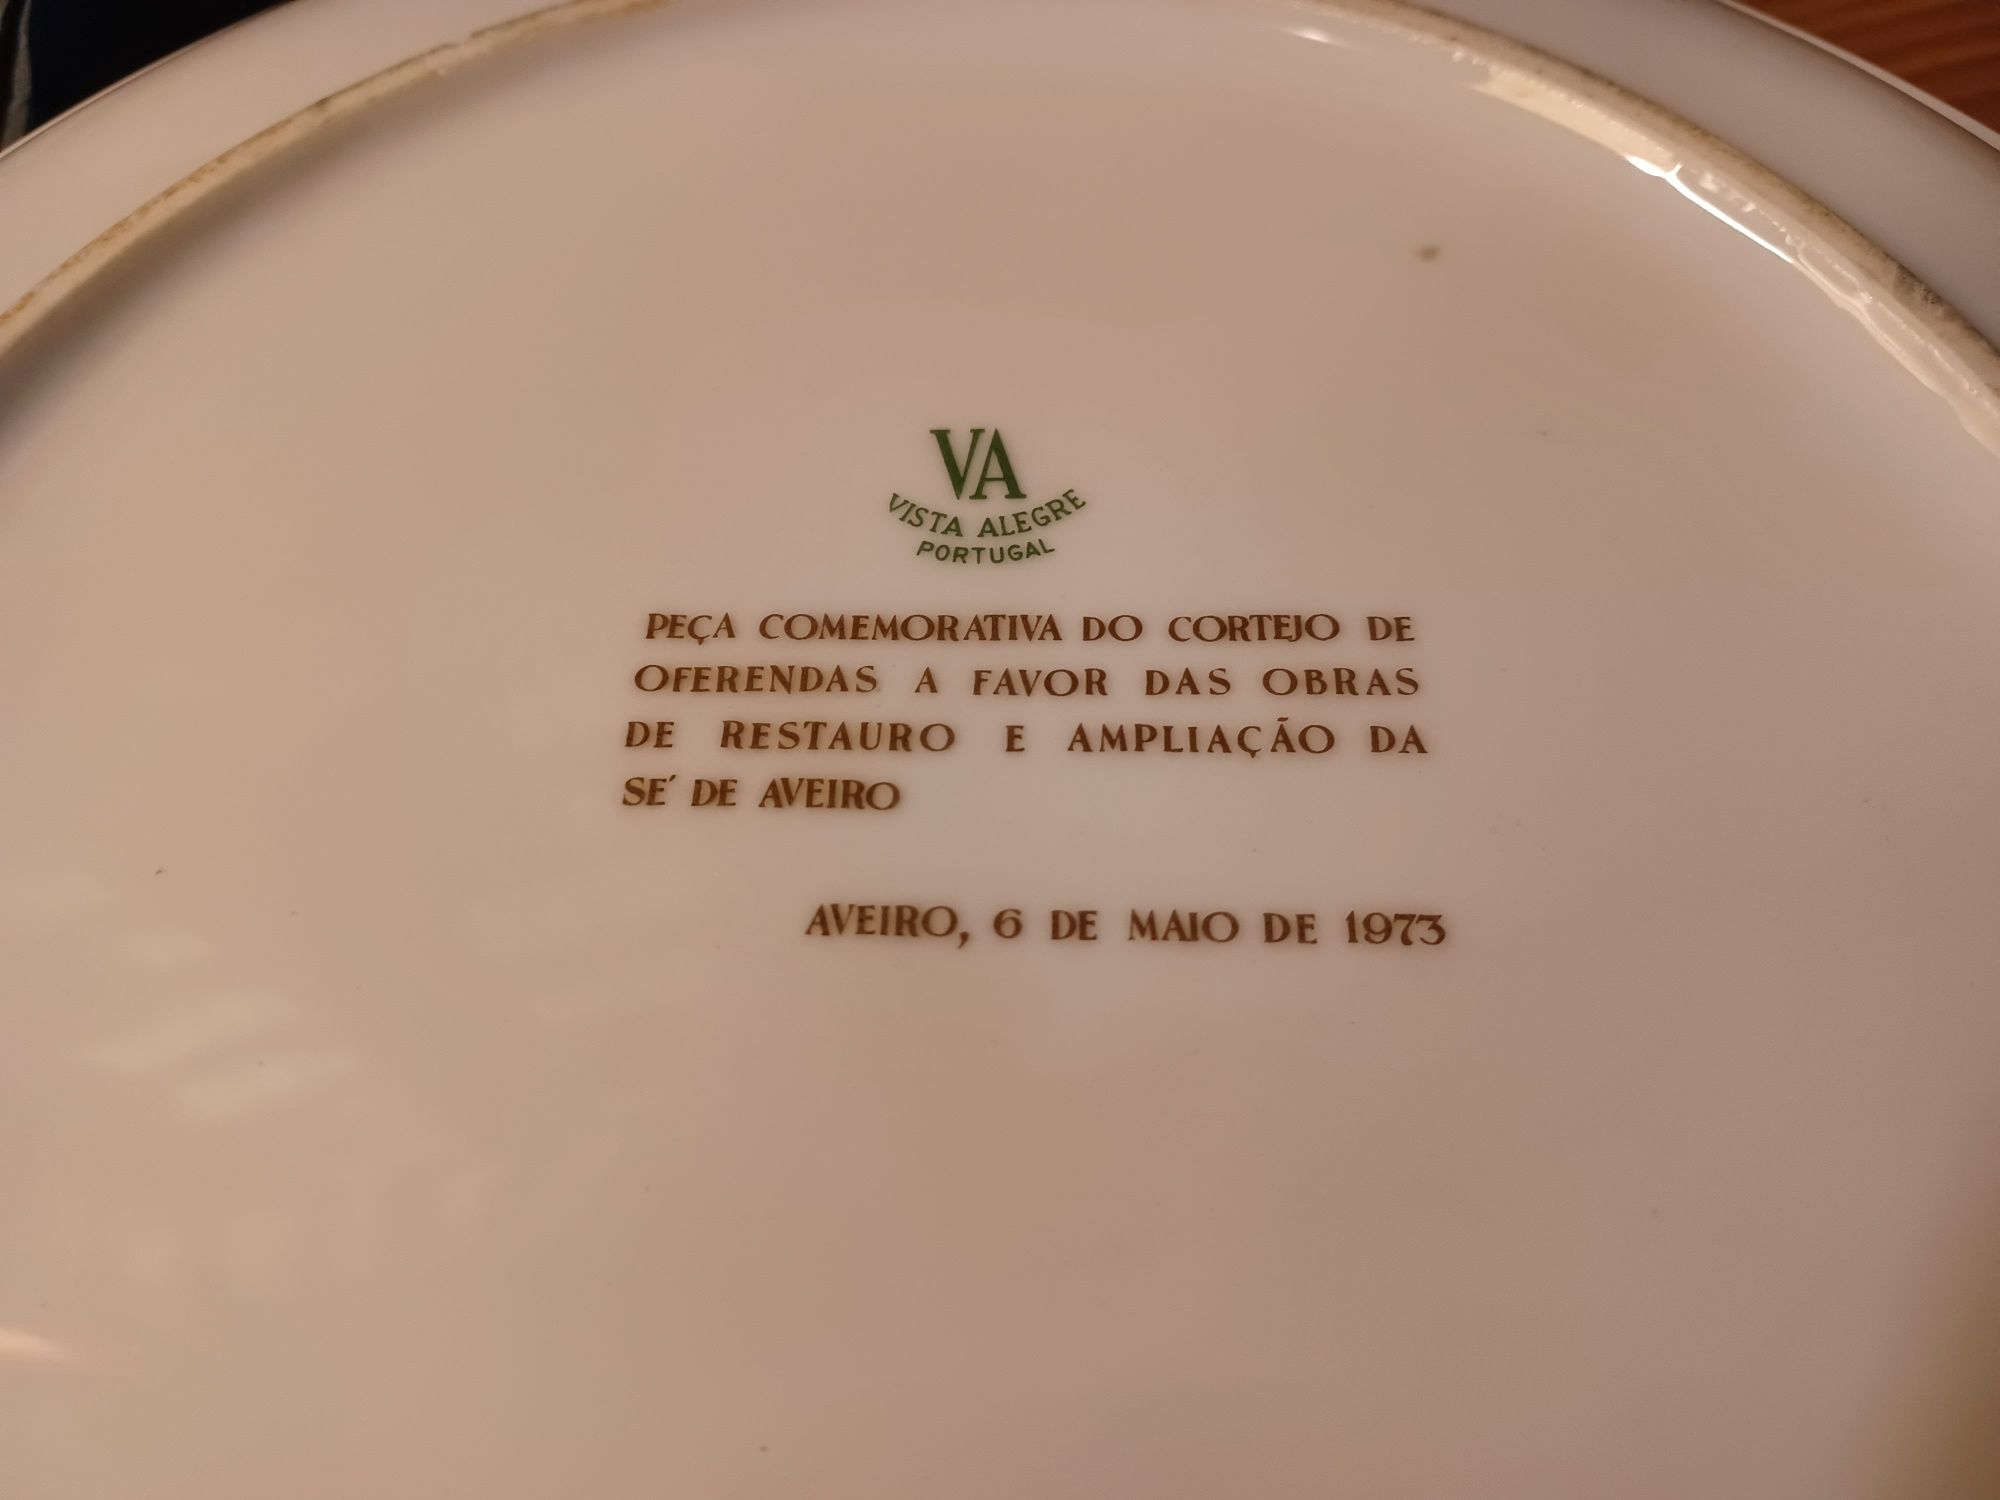 VA
VISTA ALEGRE
PORTUGAL
PEÇA COMEMORATIVA DO CORTEJO DE
OFERENDAS A FAVOR DAS OBRAS
DE RESTAURO E AMPLIAÇÃO DA
SÉ DE AVEIRO
AVEIRO, 6 DE MAIO DE 1973